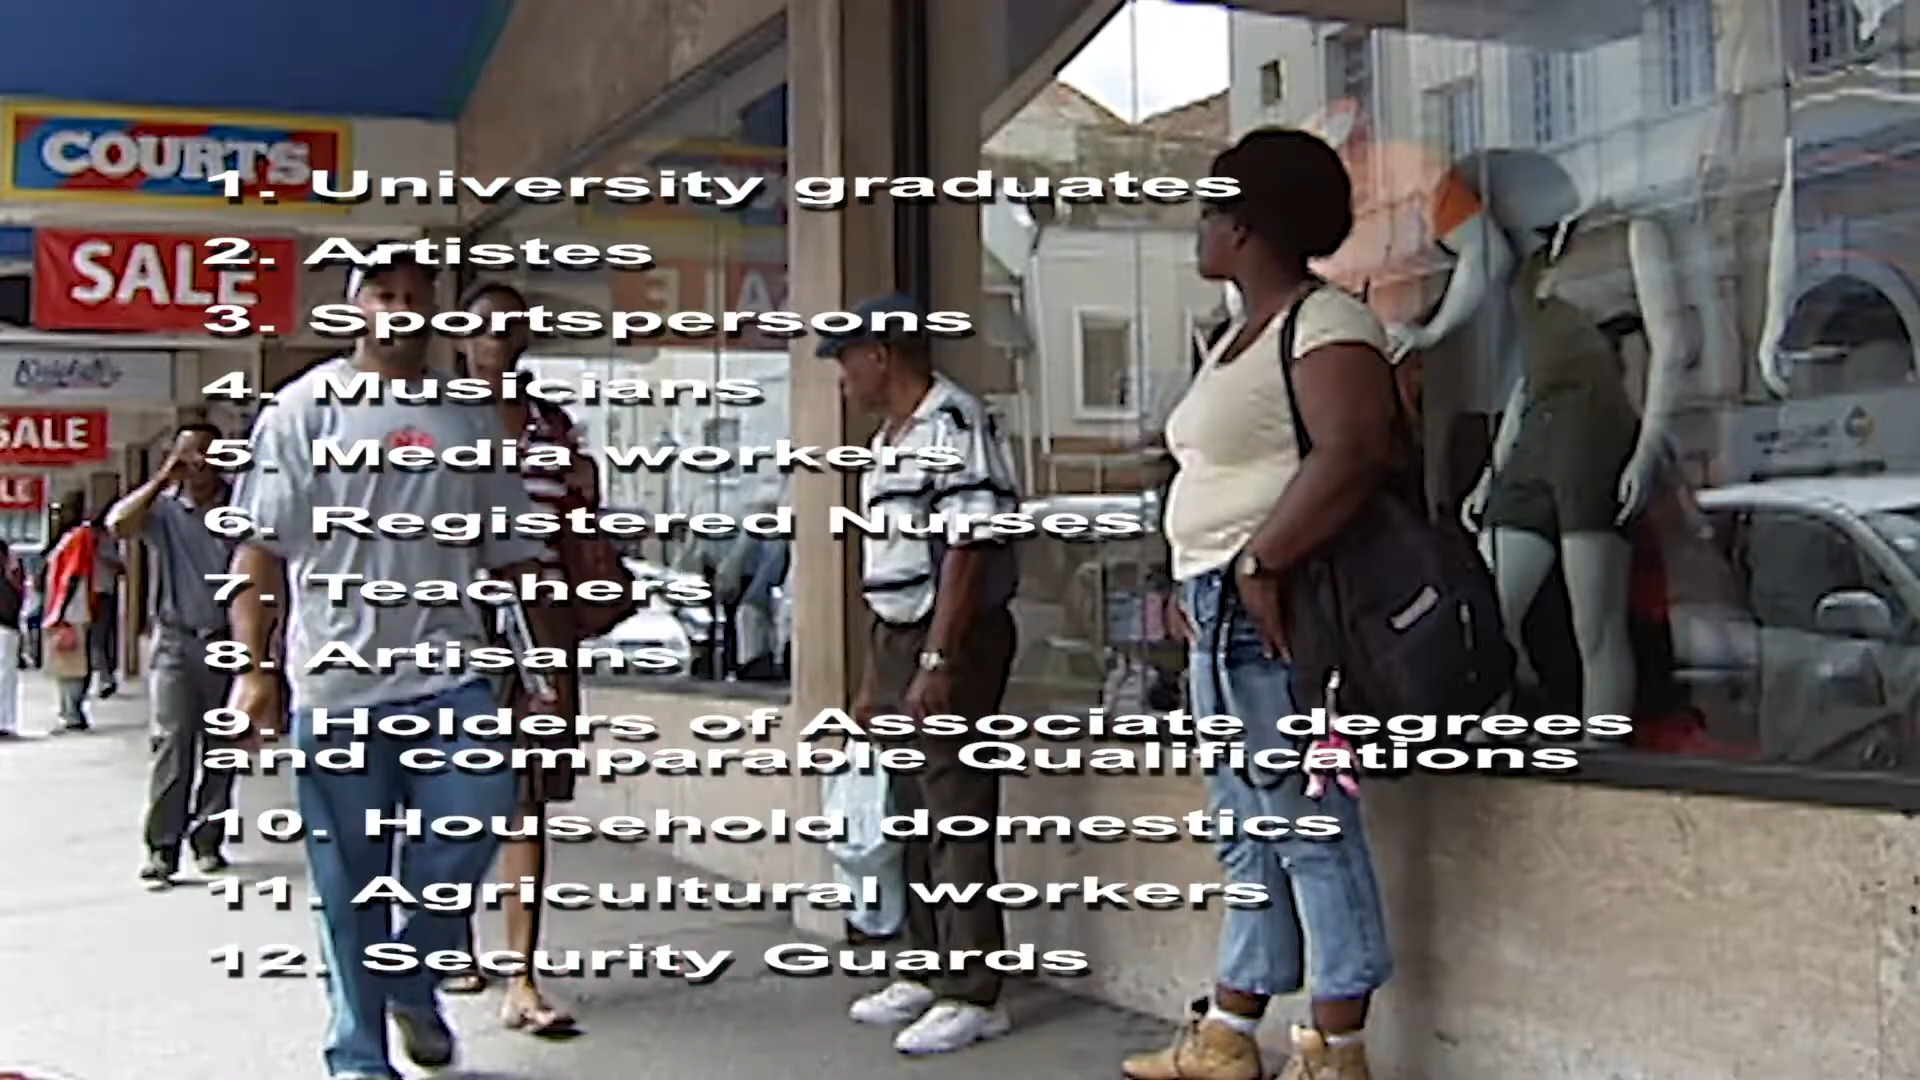 COURTS
SALE
SALE
1. University graduates
2. Artistes
3. Sportspersons
4. Musicians
5. Media workers
6. Registered Nurses
7. Teachers
8. Artisans
9. Holders of Associate degrees
and comparable Qualifications
10. Household domestics
11. Agricultural workers
12. Security Guards